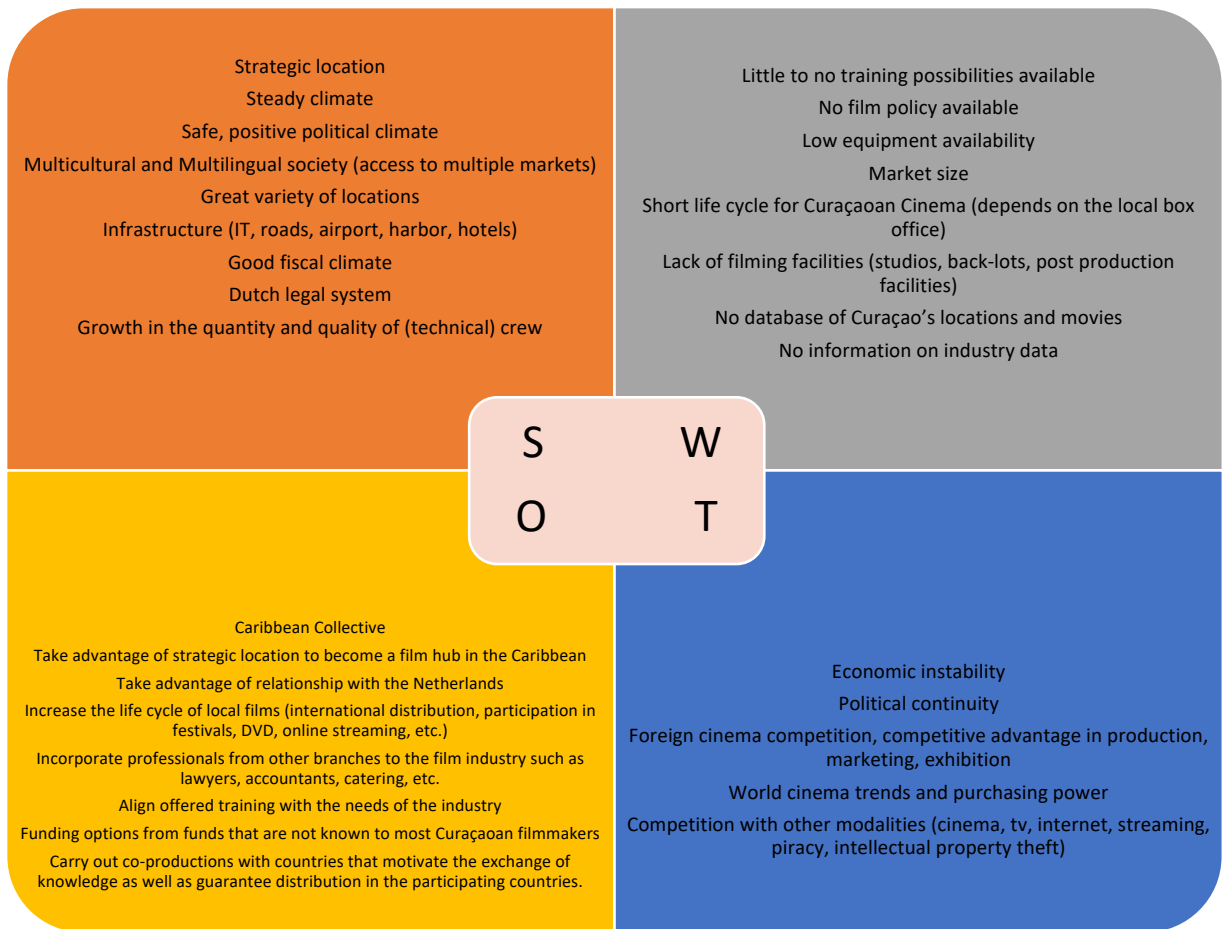 Strategic location
Steady climate
Safe, positive political climate
Multicultural and Multilingual society (access to multiple markets)
Great variety of locations
Infrastructure (IT, roads, airport, harbor, hotels)
Good fiscal climate
Dutch legal system
Growth in the quantity and quality of (technical) crew
Little to no training possibilities available
No film policy available
Low equipment availability
Market size
Short life cycle for Curaçaoan Cinema (depends on the local box
office)
Lack of filming facilities (studios, back-lots, post production
facilities)
No database of Curaçao’s locations and movies
No information on industry data
S W
O T
Caribbean Collective
Take advantage of strategic location to become a film hub in the Caribbean
Take advantage of relationship with the Netherlands
Increase the life cycle of local films (international distribution, participation in
festivals, DVD, online streaming, etc.)
Incorporate professionals from other branches to the film industry such as
lawyers, accountants, catering, etc.
Align offered training with the needs of the industry
Funding options from funds that are not known to most Curaçaoan filmmakers
Carry out co-productions with countries that motivate the exchange of
knowledge as well as guarantee distribution in the participating countries.
Economic instability
Political continuity
Foreign cinema competition, competitive advantage in production,
marketing, exhibition
World cinema trends and purchasing power
Competition with other modalities (cinema, tv, internet, streaming,
piracy, intellectual property theft)